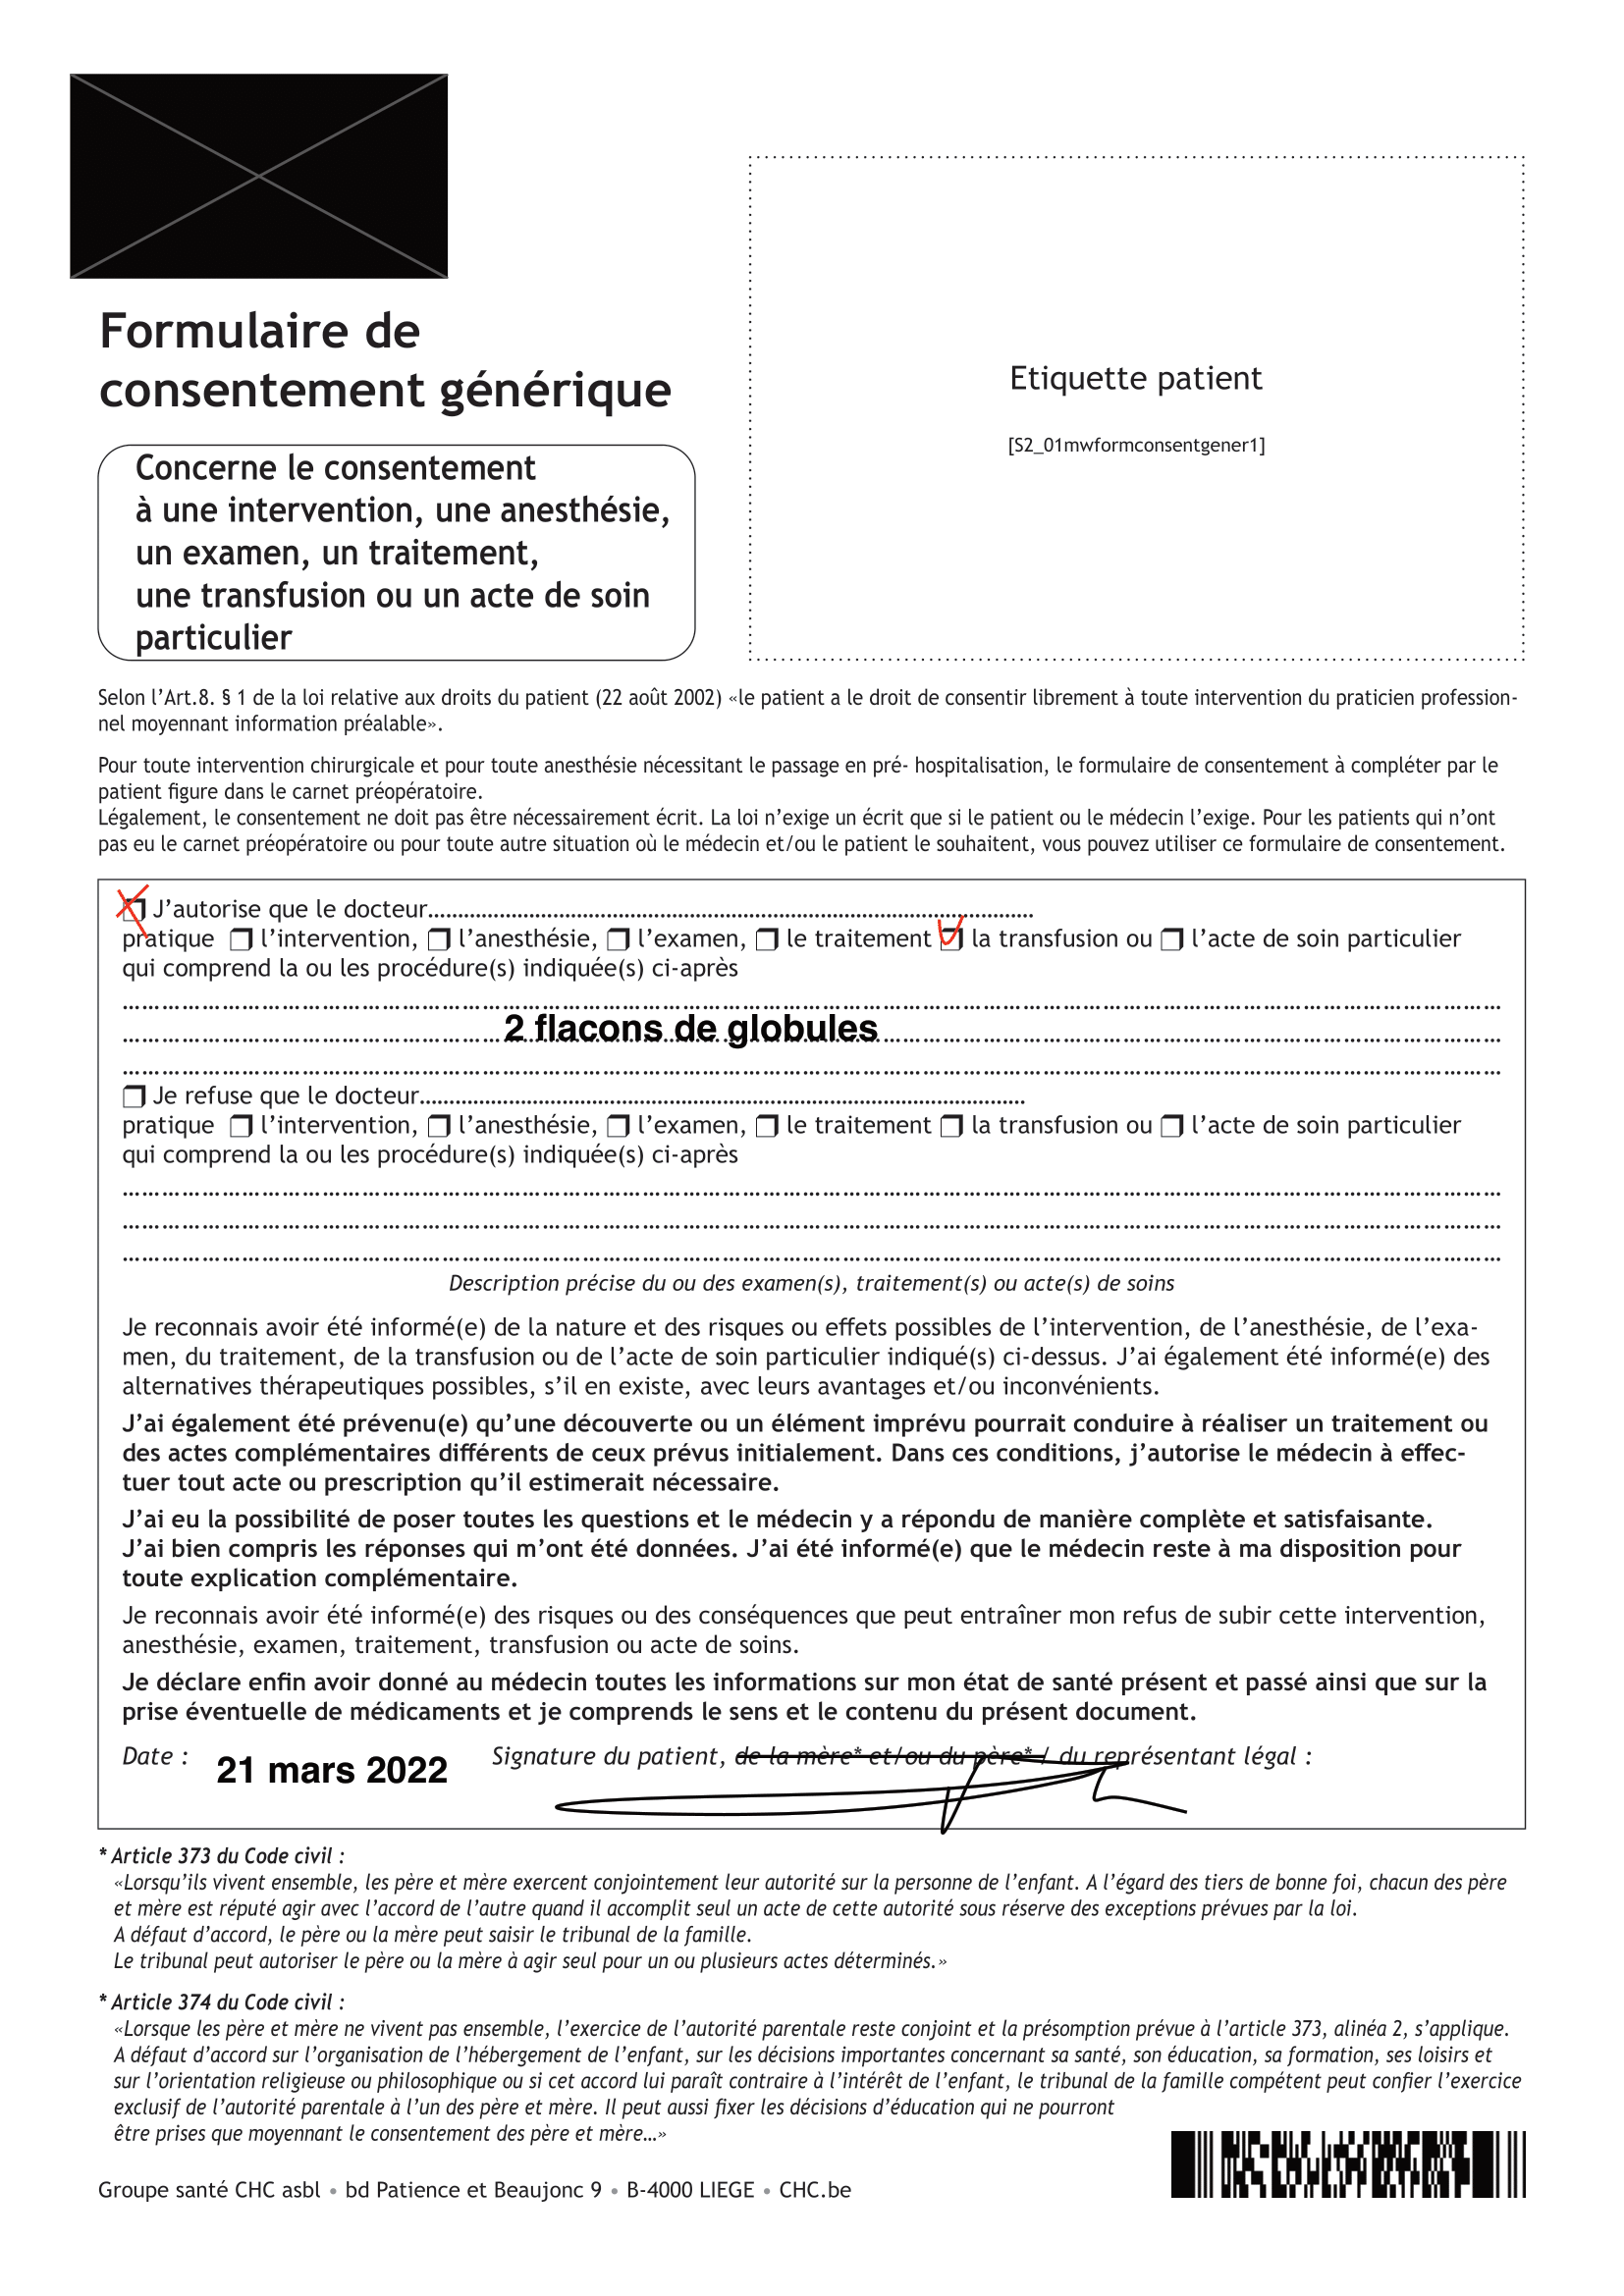 Formulaire de
consentement générique
Concerne le consentement
à une intervention, une anesthésie,
un examen, un traitement,
une transfusion ou un acte de soin
particulier
Etiquette patient
[S2_01mwformconsentgener1]
Selon l’Art.8. § 1 de la loi relative aux droits du patient (22 août 2002) «le patient a le droit de consentir librement à toute intervention du praticien profession-
nel moyennant information préalable».
Pour toute intervention chirurgicale et pour toute anesthésie nécessitant le passage en pré- hospitalisation, le formulaire de consentement à compléter par le
patient figure dans le carnet préopératoire.
Légalement, le consentement ne doit pas être nécessairement écrit. La loi n’exige un écrit que si le patient ou le médecin l’exige. Pour les patients qui n’ont
pas eu le carnet préopératoire ou pour toute autre situation où le médecin et/ou le patient le souhaitent, vous pouvez utiliser ce formulaire de consentement.
J’autorise que le docteur
pratique ❒ l’intervention, ❒ l’anesthésie, ❒ l’examen, ❒ le traitement ❒ la transfusion ou ❒ l’acte de soin particulier
qui comprend la ou les procédure(s) indiquée(s) ci-après
2 flacons de globules
❒ Je refuse que le docteur
pratique ❒ l’intervention, ❒ l’anesthésie, ❒ l’examen, ❒ le traitement ❒ la transfusion ou ❒ l’acte de soin particulier
qui comprend la ou les procédure(s) indiquée(s) ci-après
Description précise du ou des examen(s), traitement(s) ou acte(s) de soins
Je reconnais avoir été informé(e) de la nature et des risques ou effets possibles de l’intervention, de l’anesthésie, de l’exa-
men, du traitement, de la transfusion ou de l’acte de soin particulier indiqué(s) ci-dessus. J’ai également été informé(e) des
alternatives thérapeutiques possibles, s’il en existe, avec leurs avantages et/ou inconvénients.
J’ai également été prévenu(e) qu’une découverte ou un élément imprévu pourrait conduire à réaliser un traitement ou
des actes complémentaires différents de ceux prévus initialement. Dans ces conditions, j’autorise le médecin à effec-
tuer tout acte ou prescription qu’il estimerait nécessaire.
J’ai eu la possibilité de poser toutes les questions et le médecin y a répondu de manière complète et satisfaisante.
J’ai bien compris les réponses qui m’ont été données. J’ai été informé(e) que le médecin reste à ma disposition pour
toute explication complémentaire.
Je reconnais avoir été informé(e) des risques ou des conséquences que peut entraîner mon refus de subir cette intervention,
anesthésie, examen, traitement, transfusion ou acte de soins.
Je déclare enfin avoir donné au médecin toutes les informations sur mon état de santé présent et passé ainsi que sur la
prise éventuelle de médicaments et je comprends le sens et le contenu du présent document.
Date : 21 mars 2022 Signature du patient, de la mère* et/ou du père* / du représentant légal :
* Article 373 du Code civil :
«Lorsqu’ils vivent ensemble, les père et mère exercent conjointement leur autorité sur la personne de l’enfant. A l’égard des tiers de bonne foi, chacun des père
et mère est réputé agir avec l’accord de l’autre quand il accomplit seul un acte de cette autorité sous réserve des exceptions prévues par la loi.
A défaut d’accord, le père ou la mère peut saisir le tribunal de la famille.
Le tribunal peut autoriser le père ou la mère à agir seul pour un ou plusieurs actes déterminés.»
* Article 374 du Code civil :
«Lorsque les père et mère ne vivent pas ensemble, l’exercice de l’autorité parentale reste conjoint et la présomption prévue à l’article 373, alinéa 2, s’applique.
A défaut d’accord sur l’organisation de l’hébergement de l’enfant, sur les décisions importantes concernant sa santé, son éducation, sa formation, ses loisirs et
sur l’orientation religieuse ou philosophique ou si cet accord lui paraît contraire à l’intérêt de l’enfant, le tribunal de la famille compétent peut confier l’exercice
exclusif de l’autorité parentale à l’un des père et mère. Il peut aussi fixer les décisions d’éducation qui ne pourront
être prises que moyennant le consentement des père et mère…»
Groupe santé CHC asbl • bd Patience et Beaujonc 9 • B-4000 LIEGE • CHC.be